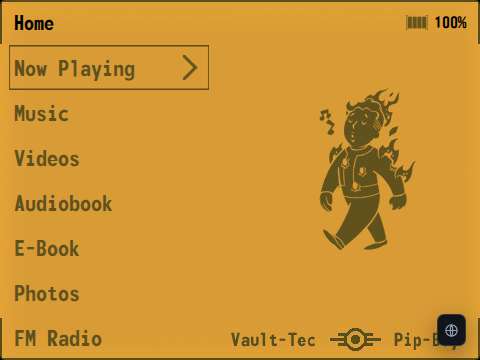 Home
100%
Now Playing
Music
Videos
Audiobook
E-Book
Photos
FM Radio
Vault-Tec